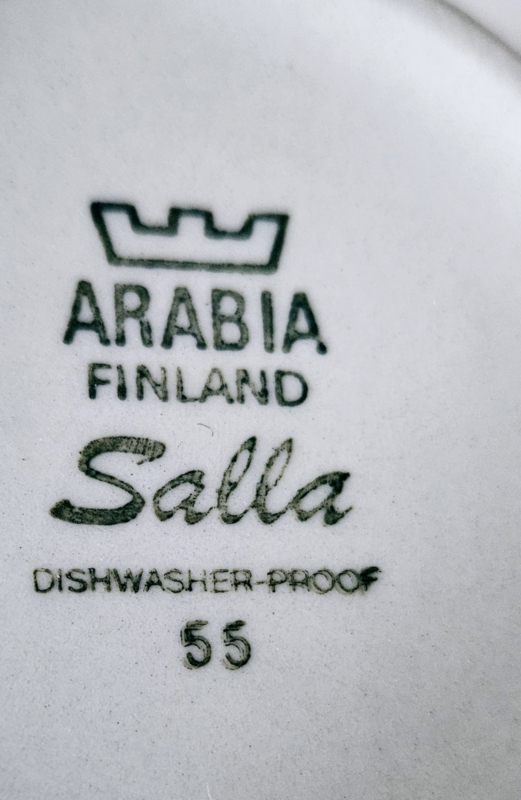 ARABIA
FINLAND
Salla
DISHWASHER-PROOF
55